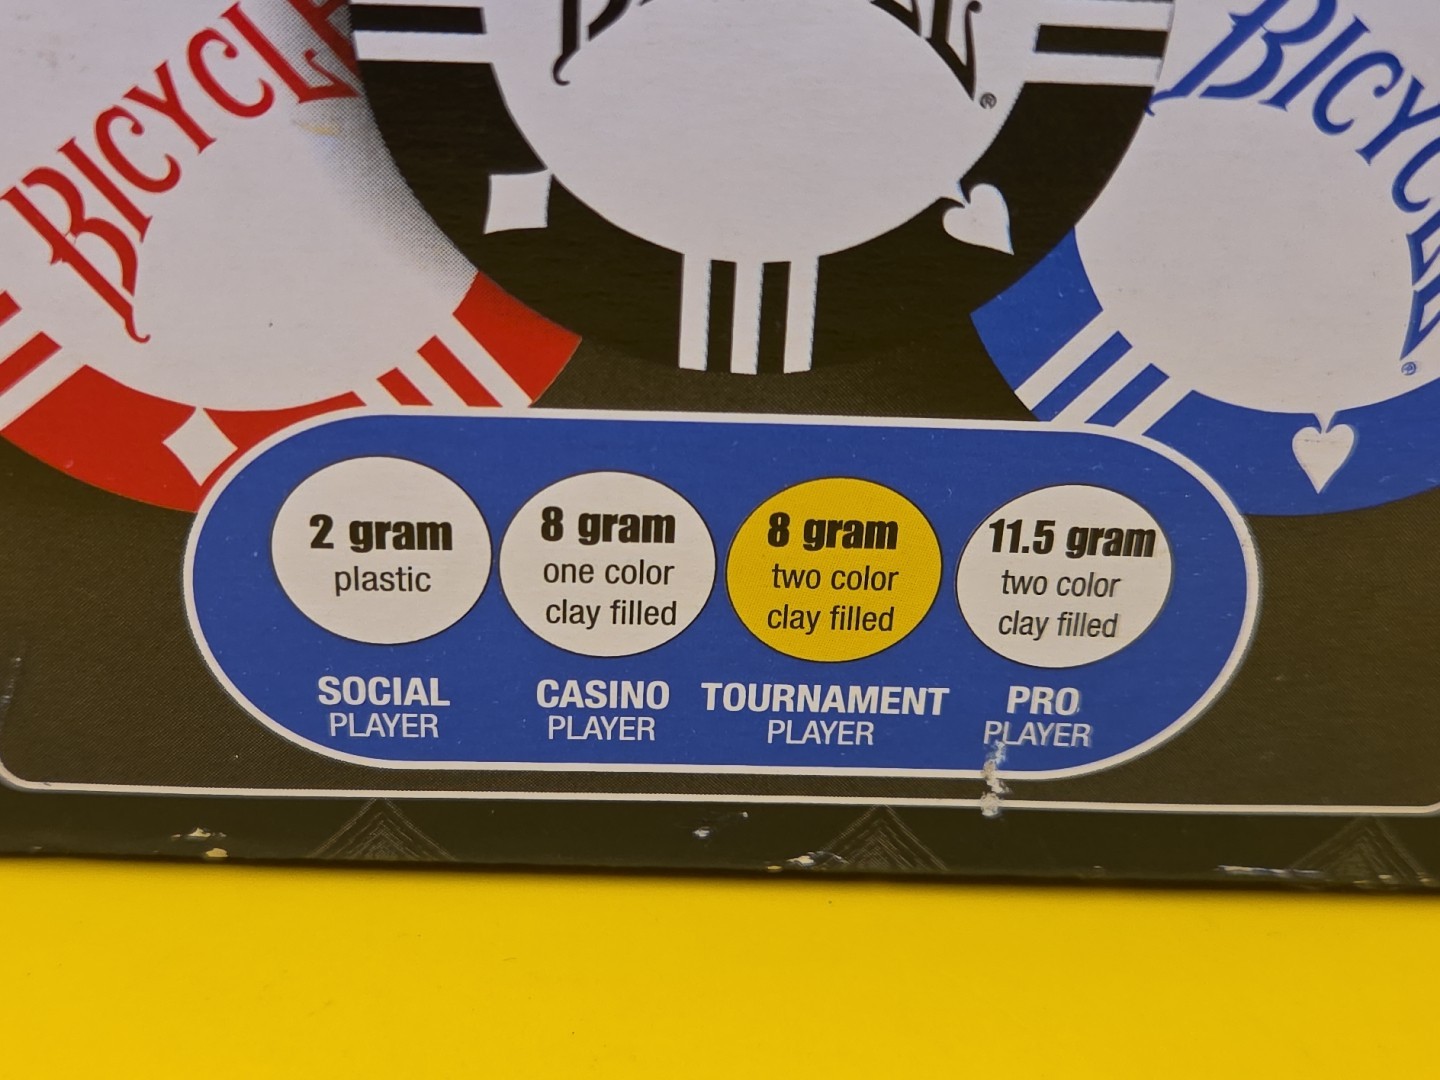 BICYCLE
BICYCLE
®
®
2 gram
plastic
8 gram
one color
clay filled
8 gram
two color
clay filled
11.5 gram
two color
clay filled
SOCIAL
PLAYER
CASINO
PLAYER
TOURNAMENT
PLAYER
PRO
PLAYER